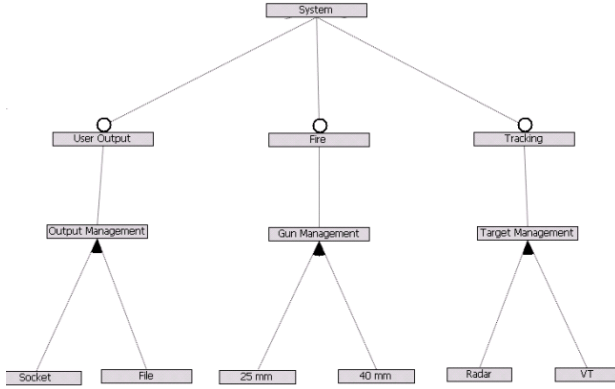 System
User Output
Fire
Tracking
Output Management
Gun Management
Target Management
Socket
File
25 mm
40 mm
Radar
VT